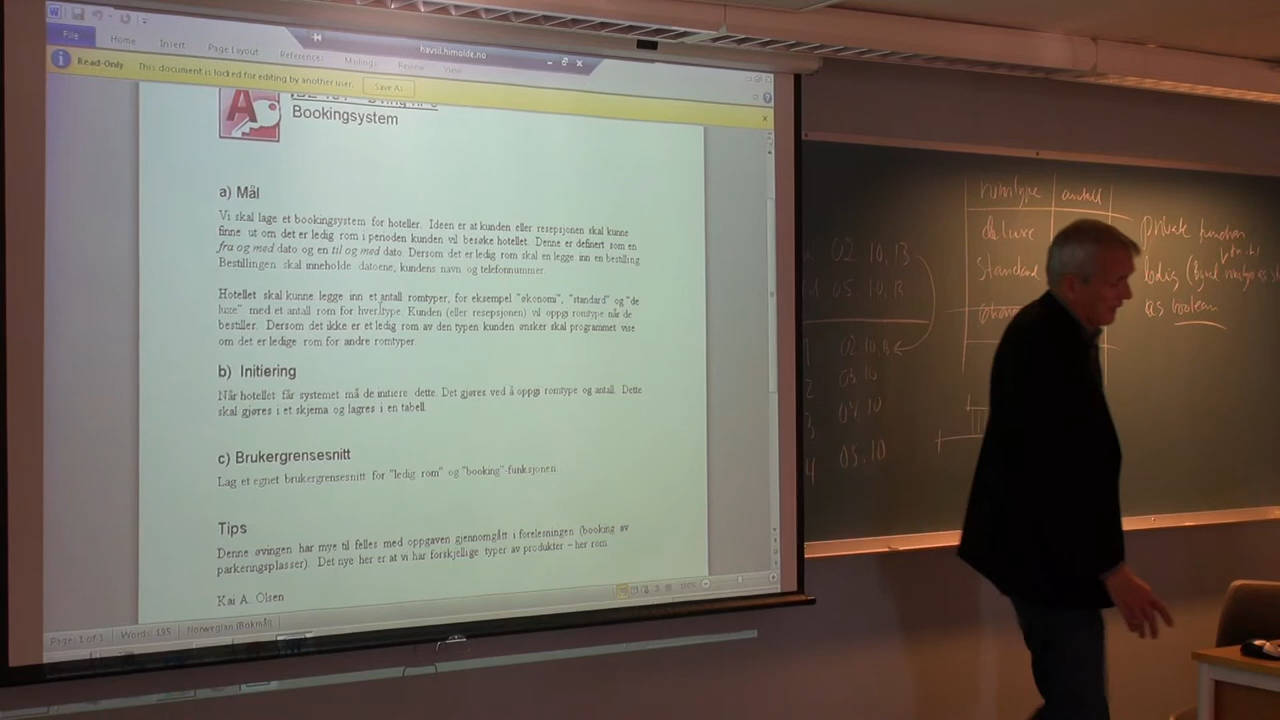 File Home Insert Page Layout References Mailings Review View
havsil.himolde.no
Read-Only This document is locked for editing by another user. Save As
Bookingsystem
a) Mål
Vi skal lage et bookingsystem for hoteller. Ideen er at kunden eller resepsjonen skal kunne
finne ut om det er ledig rom i perioden kunden vil besøke hotellet. Denne er definert som en
fra og med dato og en til og med dato. Dersom det er ledig rom skal en legge inn en bestilling
Bestillingen skal inneholde datoene, kundens navn og telefonnummer.
Hotellet skal kunne legge inn et antall romtyper, for eksempel "økonomi", "standard" og "de
luxe" med et antall rom for hver type. Kunden (eller resepsjonen) vil oppgi romtype når de
bestiller. Dersom det ikke er et ledig rom av den typen kunden ønsker skal programmet vise
om det er ledige rom for andre romtyper.
b) Initiering
Når hotellet får systemet må de initiere dette. Det gjøres ved å oppgi romtype og antall. Dette
skal gjøres i et skjema og lagres i en tabell.
c) Brukergrensesnitt
Lag et egnet brukergrensesnitt for "ledig rom" og "booking"-funksjonen.
Tips
Denne øvingen har mye til felles med oppgaven gjennomgått i forelesningen (booking av
parkeringsplasser). Det nye her er at vi har forskjellige typer av produkter – her rom
Kai A. Olsen
Page: 1 of 1 Words: 195 Norwegian (Bokmål)
romtype antall
de luxe
Standard
private function
as boolean
02 10, 13
05.10, 13
1 02 10, 13
2 03 10
3 04, 10
4 05, 10